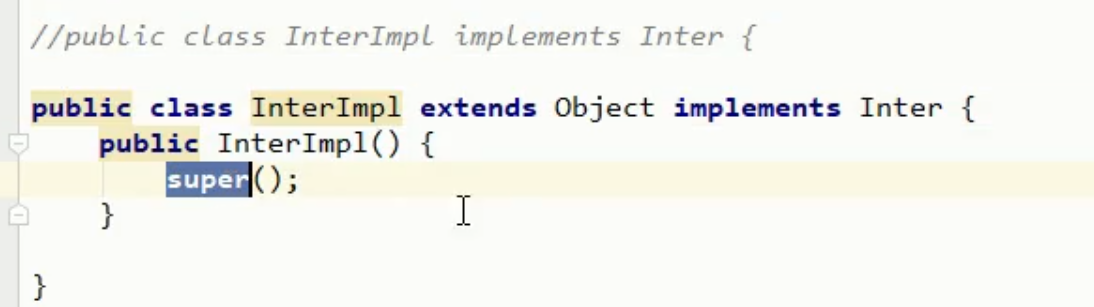 //public class InterImpl implements Inter {
public class InterImpl extends Object implements Inter {
public InterImpl() {
super();
}
}